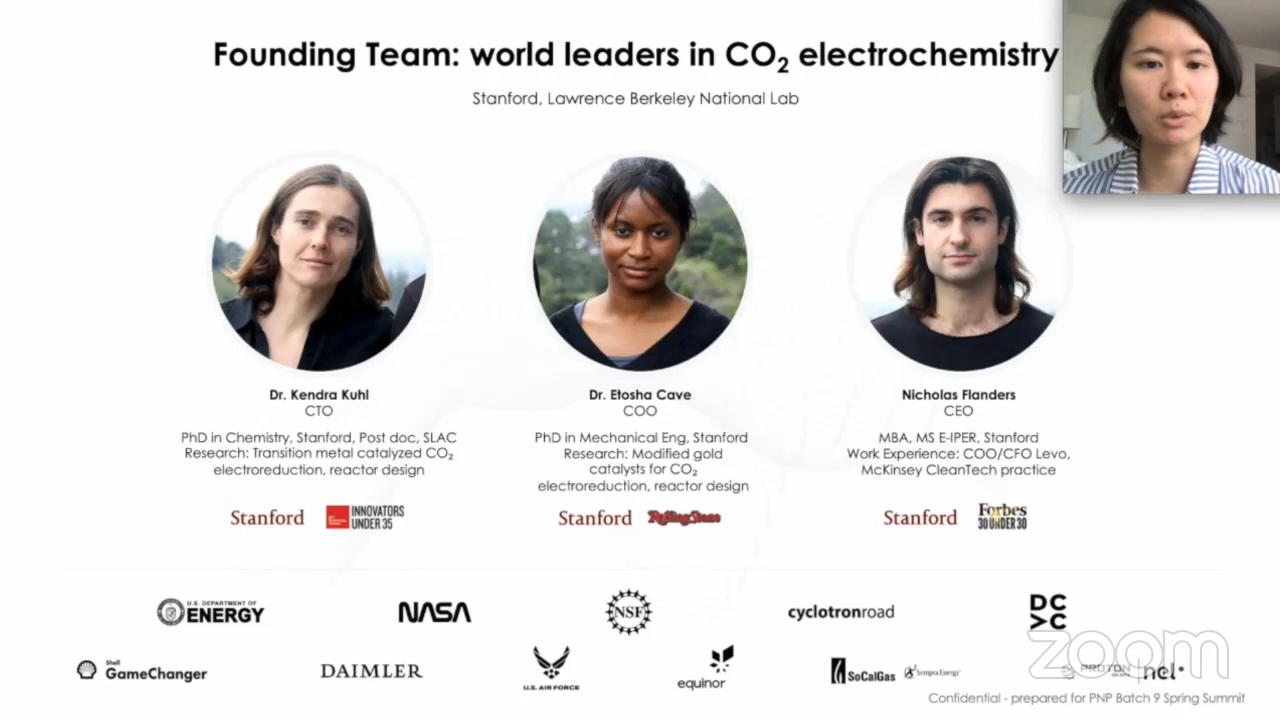 Founding Team: world leaders in CO₂ electrochemistry
Stanford, Lawrence Berkeley National Lab
Dr. Kendra Kuhl
CTO
PhD in Chemistry, Stanford, Post doc, SLAC
Research: Transition metal catalyzed CO₂
electroreduction, reactor design
Stanford
INNOVATORS
UNDER 35
Dr. Etosha Cave
COO
PhD in Mechanical Eng, Stanford
Research: Modified gold
catalysts for CO₂
electroreduction, reactor design
Stanford
RollingStone
Nicholas Flanders
CEO
MBA, MS E-IPER, Stanford
Work Experience: COO/CFO Levo,
McKinsey CleanTech practice
Stanford
Forbes
30 UNDER 30
U.S. DEPARTMENT OF
ENERGY
NASA
NSF
cyclotronroad
DC
VC
Shell
GameChanger
DAIMLER
U.S. AIR FORCE
equinor
SoCalGas
Sempra Energy
PROTON
nel
zoom
Confidential - prepared for PNP Batch 9 Spring Summit